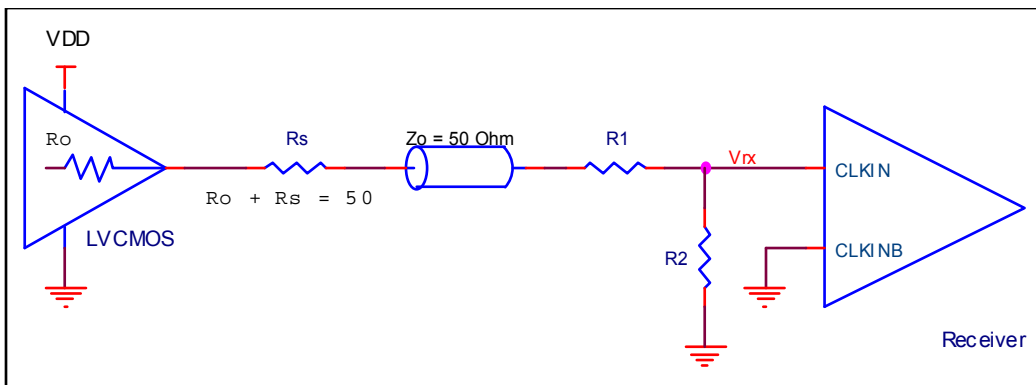 VDD
Ro
Rs
Zo = 50 Ohm
R1
Vrx
CLKIN
Ro + Rs = 50
LVCMOS
R2
CLKINB
Receiver